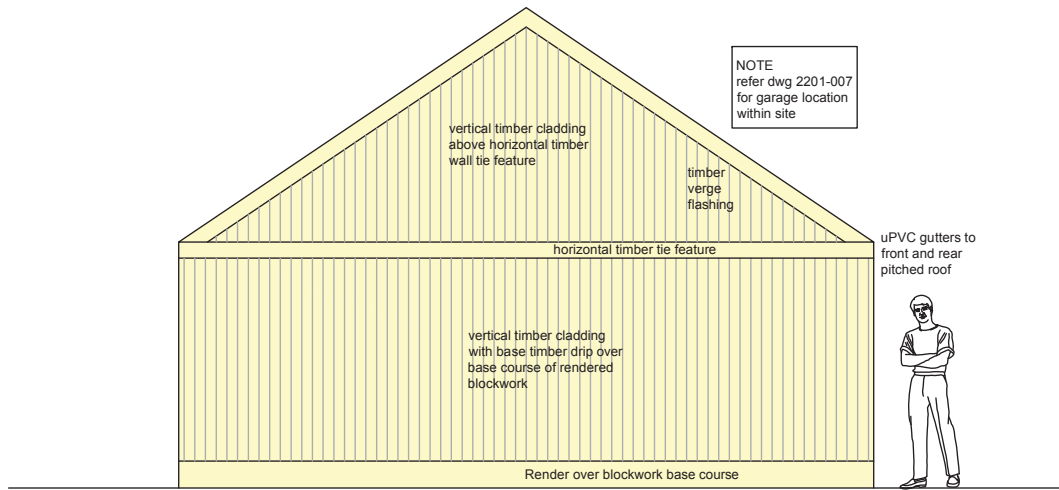 NOTE
refer dwg 2201-007
for garage location
within site
vertical timber cladding
above horizontal timber
wall tie feature
timber
verge
flashing
horizontal timber tie feature
uPVC gutters to
front and rear
pitched roof
vertical timber cladding
with base timber drip over
base course of rendered
blockwork
Render over blockwork base course